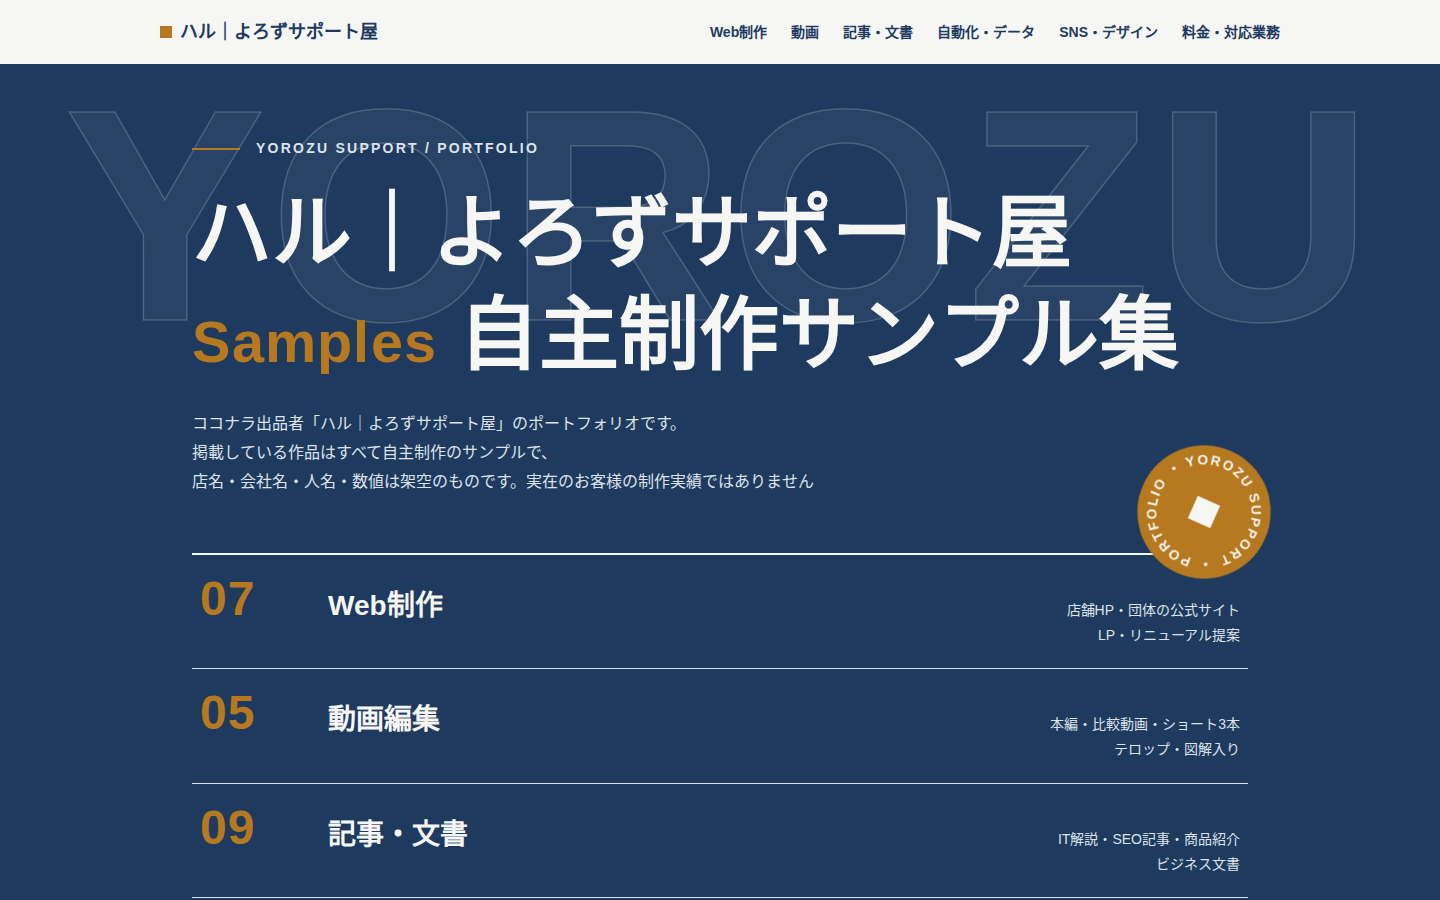 ハル｜よろずサポート屋
Web制作 動画 記事・文書 自動化・データ SNS・デザイン 料金・対応業務
YOROZU
YOROZU SUPPORT / PORTFOLIO
ハル｜よろずサポート屋
Samples 自主制作サンプル集
ココナラ出品者「ハル｜よろずサポート屋」のポートフォリオです。
掲載している作品はすべて自主制作のサンプルで、
店名・会社名・人名・数値は架空のものです。実在のお客様の制作実績ではありません
YOROZU SUPPORT • PORTFOLIO •
07 Web制作
店舗HP・団体の公式サイト
LP・リニューアル提案
05 動画編集
本編・比較動画・ショート3本
テロップ・図解入り
09 記事・文書
IT解説・SEO記事・商品紹介
ビジネス文書